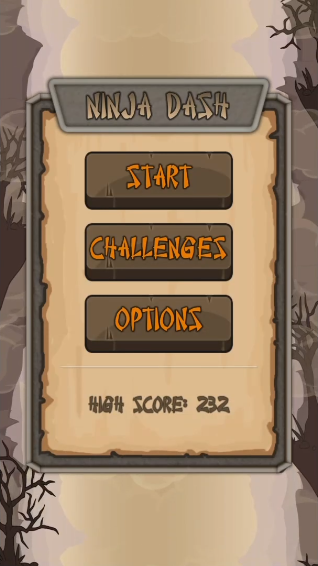 NINJA DASH
START
CHALLENGES
OPTIONS
HIGH SCORE: 232